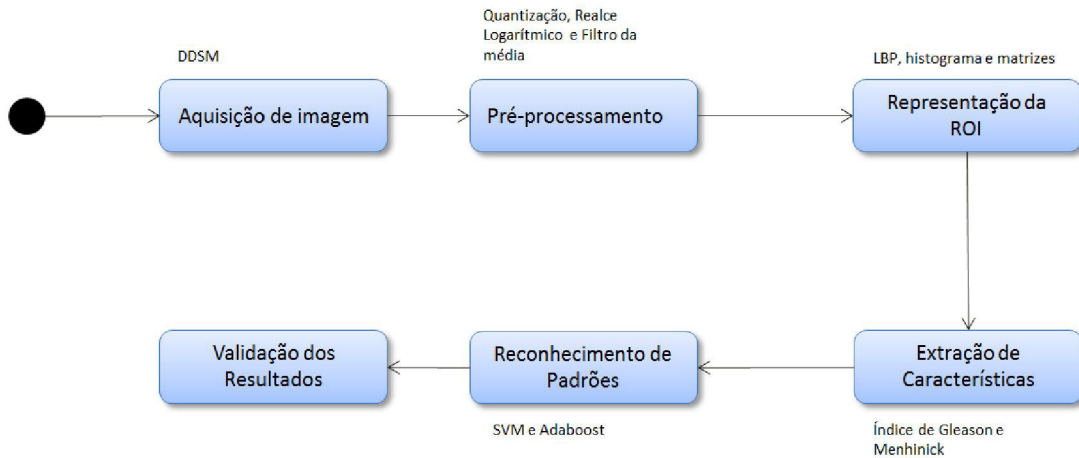 DDSM
Aquisição de imagem
Quantização, Realce
Logarítmico e Filtro da
média
Pré-processamento
LBP, histograma e matrizes
Representação da
ROI
Extração de
Características
Índice de Gleason e
Menhinick
Reconhecimento de
Padrões
SVM e Adaboost
Validação dos
Resultados